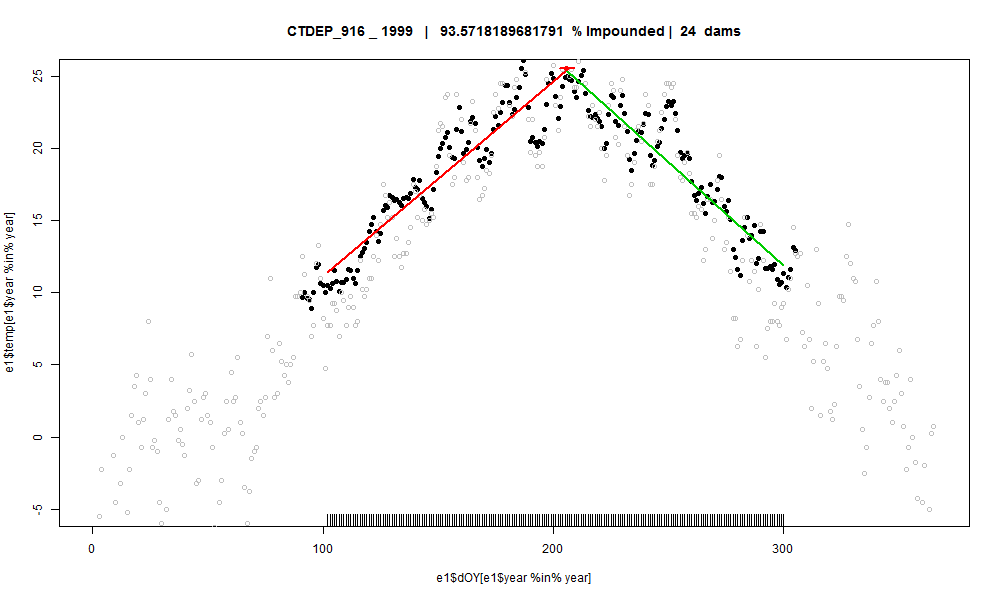 CTDEP_916 _ 1999 | 93.5718189681791 % Impounded | 24 dams
25
20
15
10
5
0
-5
e1$temp[e1$year %in% year]
0 100 200 300
e1$dOY[e1$year %in% year]